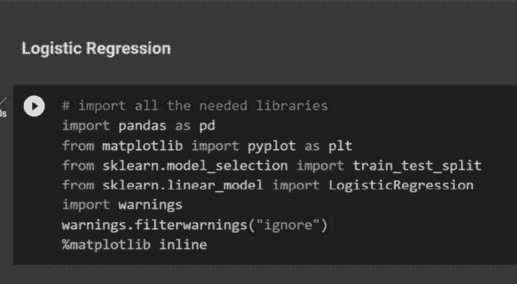 Logistic Regression
# import all the needed libraries
import pandas as pd
from matplotlib import pyplot as plt
from sklearn.model_selection import train_test_split
from sklearn.linear_model import LogisticRegression
import warnings
warnings.filterwarnings("ignore")
%matplotlib inline